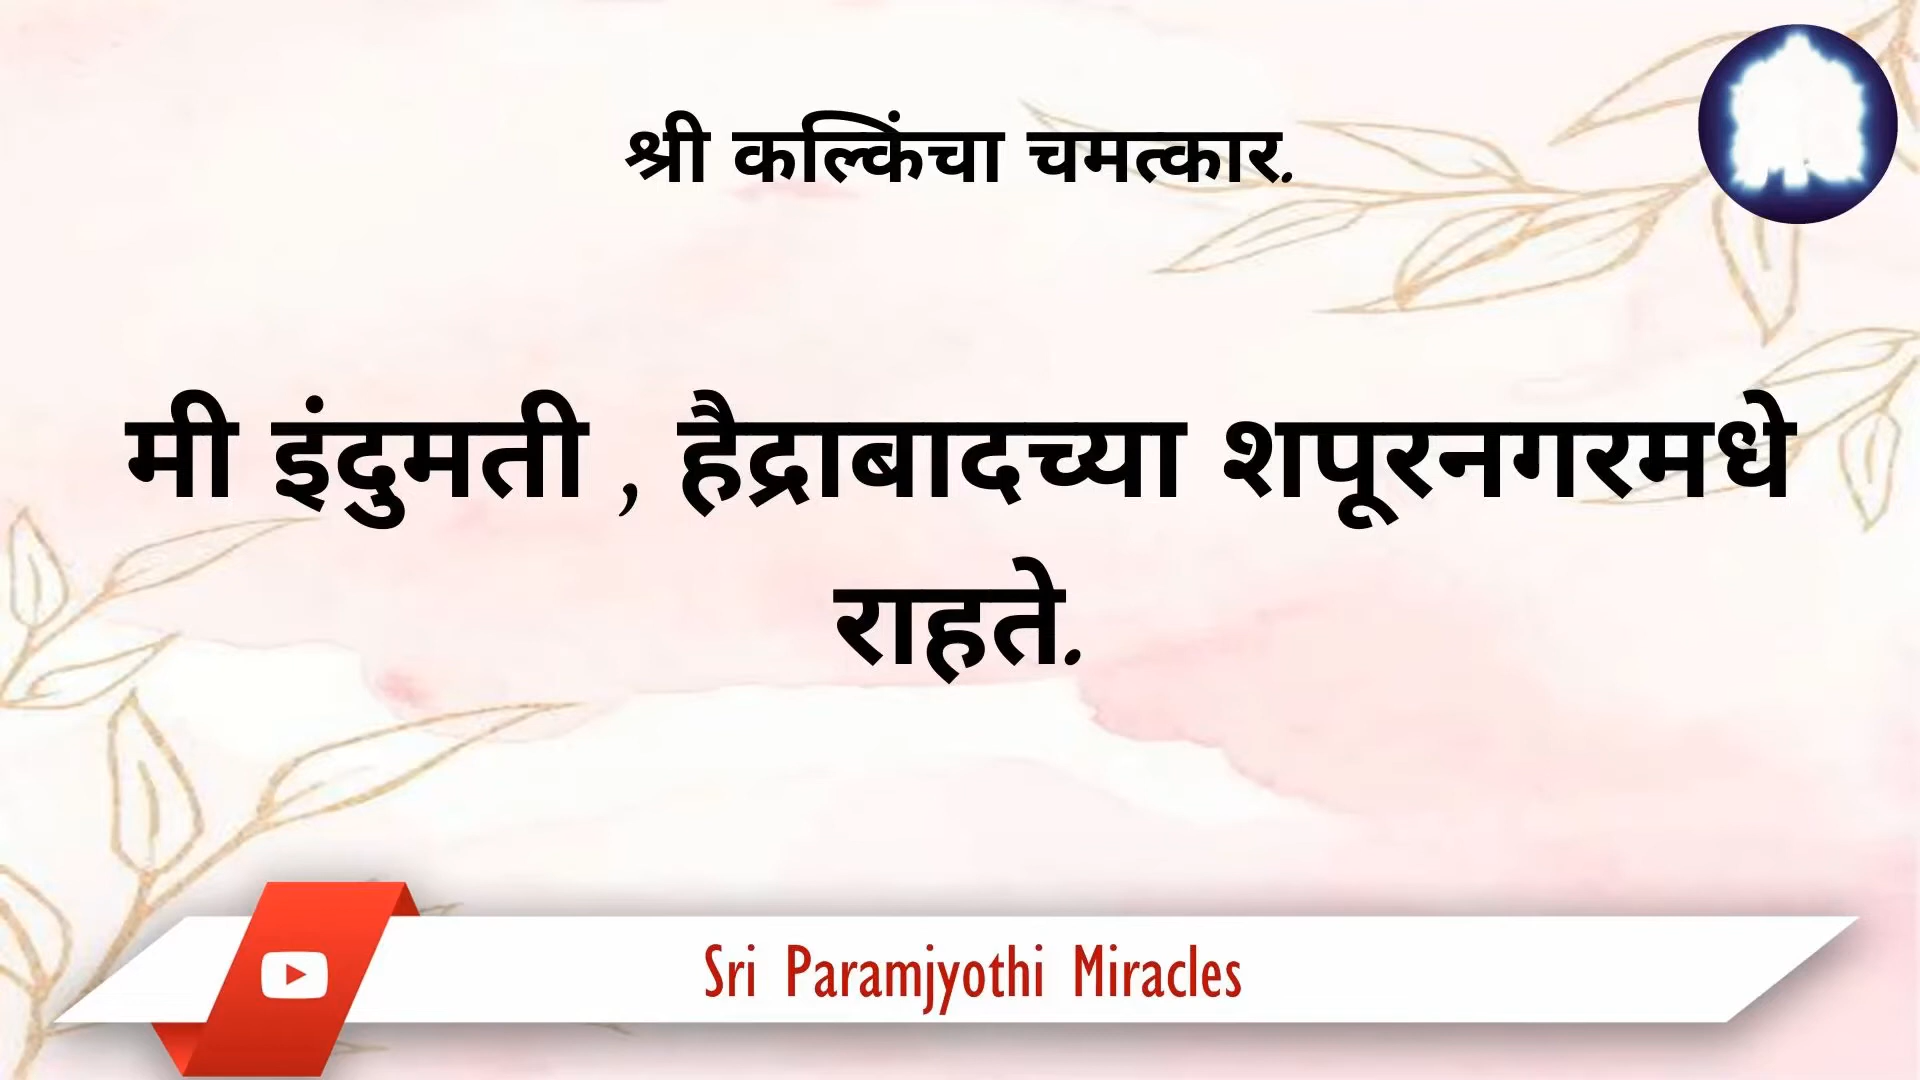 श्री कल्किंचा चमत्कार.
मी इंदुमती , हैद्राबादच्या शपूरनगरमधे
राहते.
Sri Paramjyothi Miracles